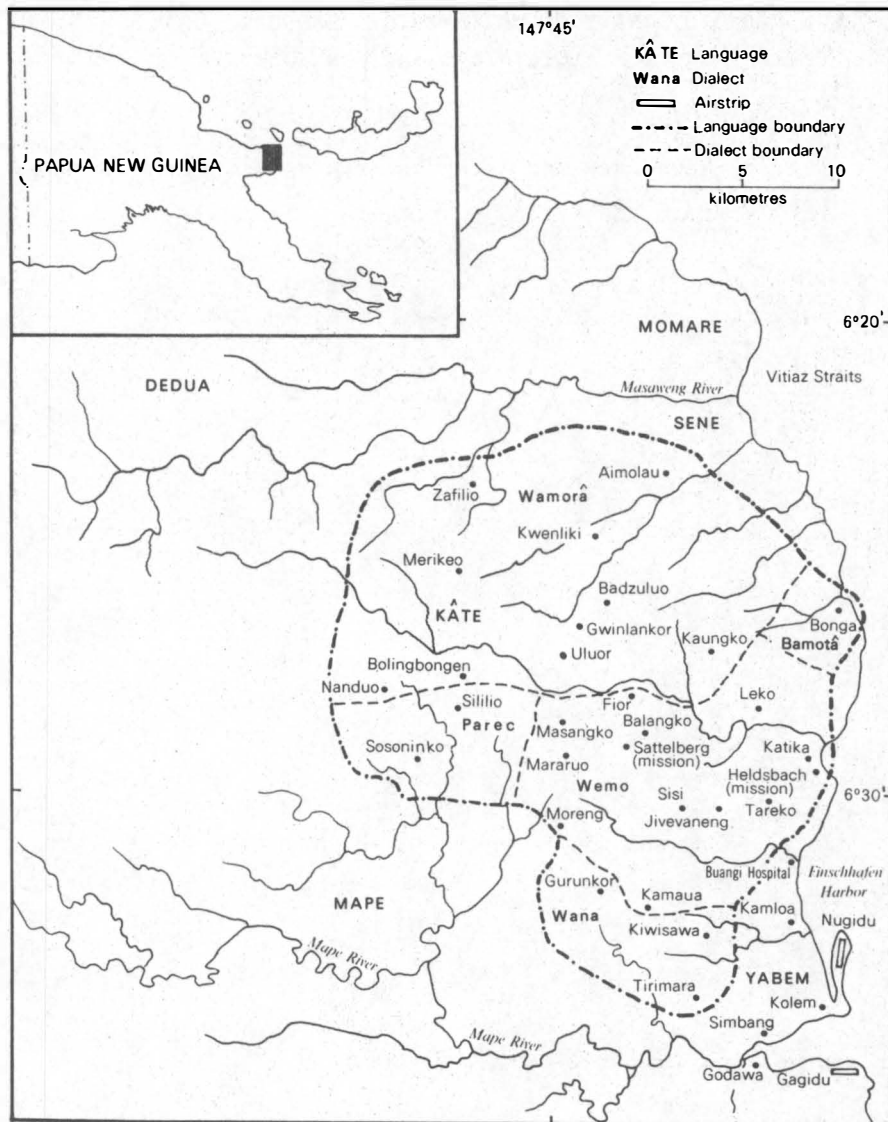 147°45'
KÂTE Language
Wana Dialect
Airstrip
Language boundary
Dialect boundary
0 5 10
kilometres
PAPUA NEW GUINEA
6°20'
MOMARE
Vitiaz Straits
DEDUA
Masaweng River
SENE
Aimolau
Zafilio
Wamorâ
Kwenliki
Merikeo
Badzuluo
KÂTE
Bonga
Gwinlankor
Kaungko
Bamotâ
Uluor
Bolingbongen
Nanduo
Leko
Sililio
Fior
Parec
Masangko
Balangko
Sosoninko
Sattelberg
(mission)
Katika
Mararuo
Heldsbach
(mission)
Wemo
Sisi
6°30'
Jivevaneng
Tareko
Moreng
Buangi Hospital
Finschhafen
Harbor
Gurunkor
MAPE
Kamaua
Kamloa
Wana
Nugidu
Kiwisawa
Mape River
YABEM
Tirimara
Kolem
Simbang
Mape River
Godawa
Gagidu